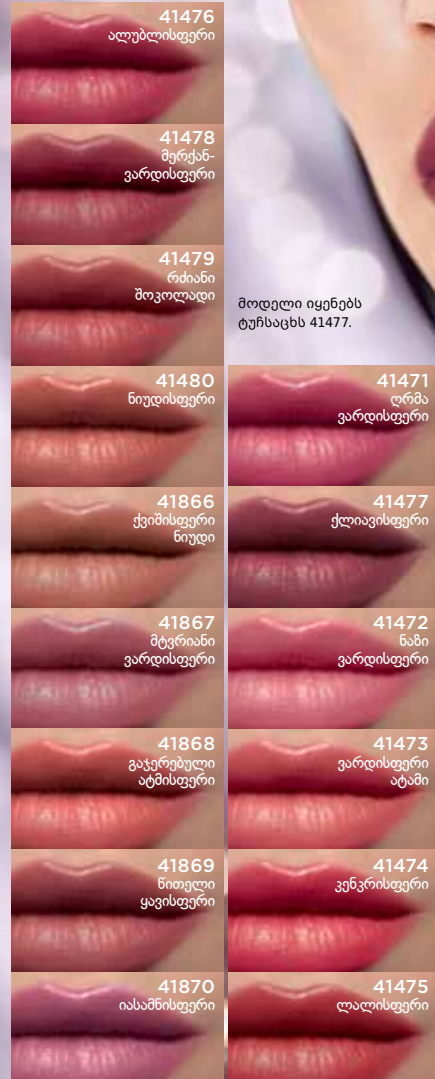 41476
ალუბლისფერი
41478
მერქან-
ვარდისფერი
41479
რძიანი
შოკოლადი
მოდელი იყენებს
ტუჩსაცხს 41477.
41480
ნიუდისფერი
41866
ქვიშისფერი
ნიუდი
41867
მტვრიანი
ვარდისფერი
41868
გაჯერებული
ატმისფერი
41869
წითელი
ყავისფერი
41870
იასამნისფერი
41471
ღრმა
ვარდისფერი
41477
ქლიავისფერი
41472
ნაზი
ვარდისფერი
41473
ვარდისფერი
ატამი
41474
კენკრისფერი
41475
ლალისფერი